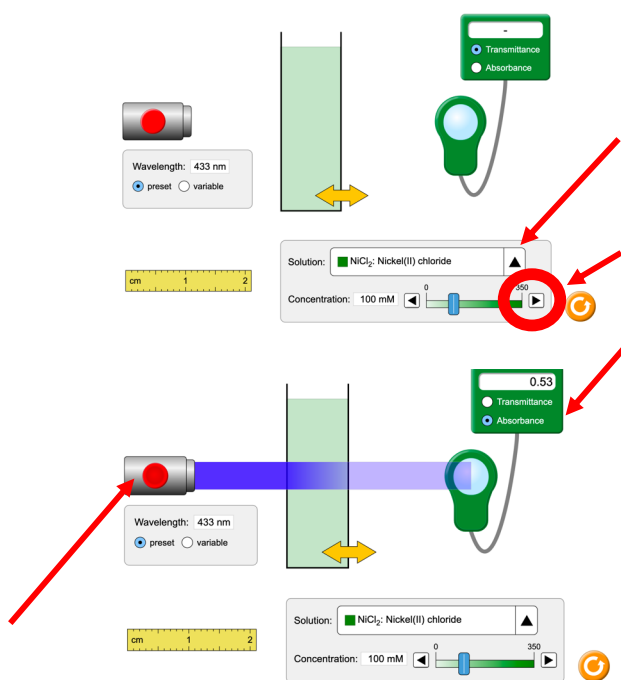 -
Transmittance
Absorbance
Wavelength: 433 nm
preset variable
Solution: NiCl₂: Nickel(II) chloride
cm 1 2
0 350
Concentration: 100 mM
0.53
Transmittance
Absorbance
Wavelength: 433 nm
preset variable
Solution: NiCl₂: Nickel(II) chloride
cm 1 2
0 350
Concentration: 100 mM